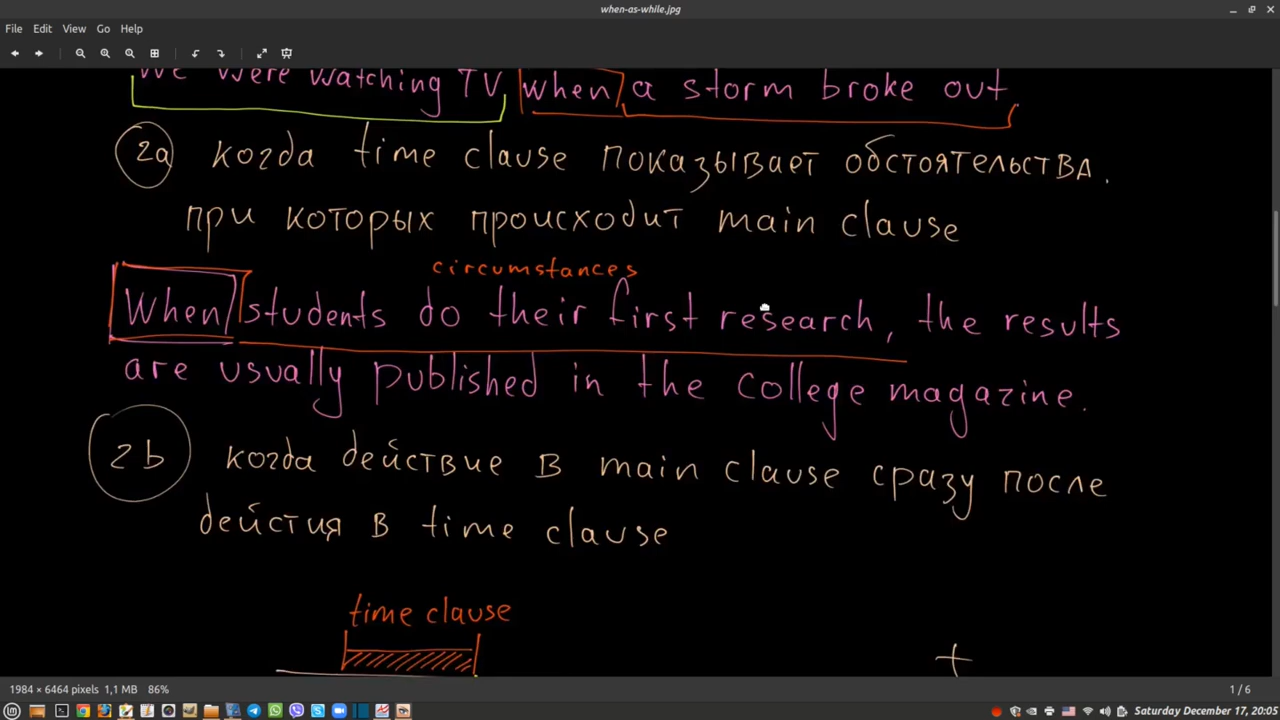 when-as-while.jpg
File Edit View Go Help
We were watching TV when a storm broke out
2a когда time clause показывает обстоятельства.
при которых происходит main clause
circumstances
When students do their first research, the results
are usually published in the college magazine.
2b когда действие в main clause сразу после
дейстия в time clause
time clause
t
1984 × 6464 pixels 1,1 MB 86%
1 / 6
Saturday December 17, 20:05